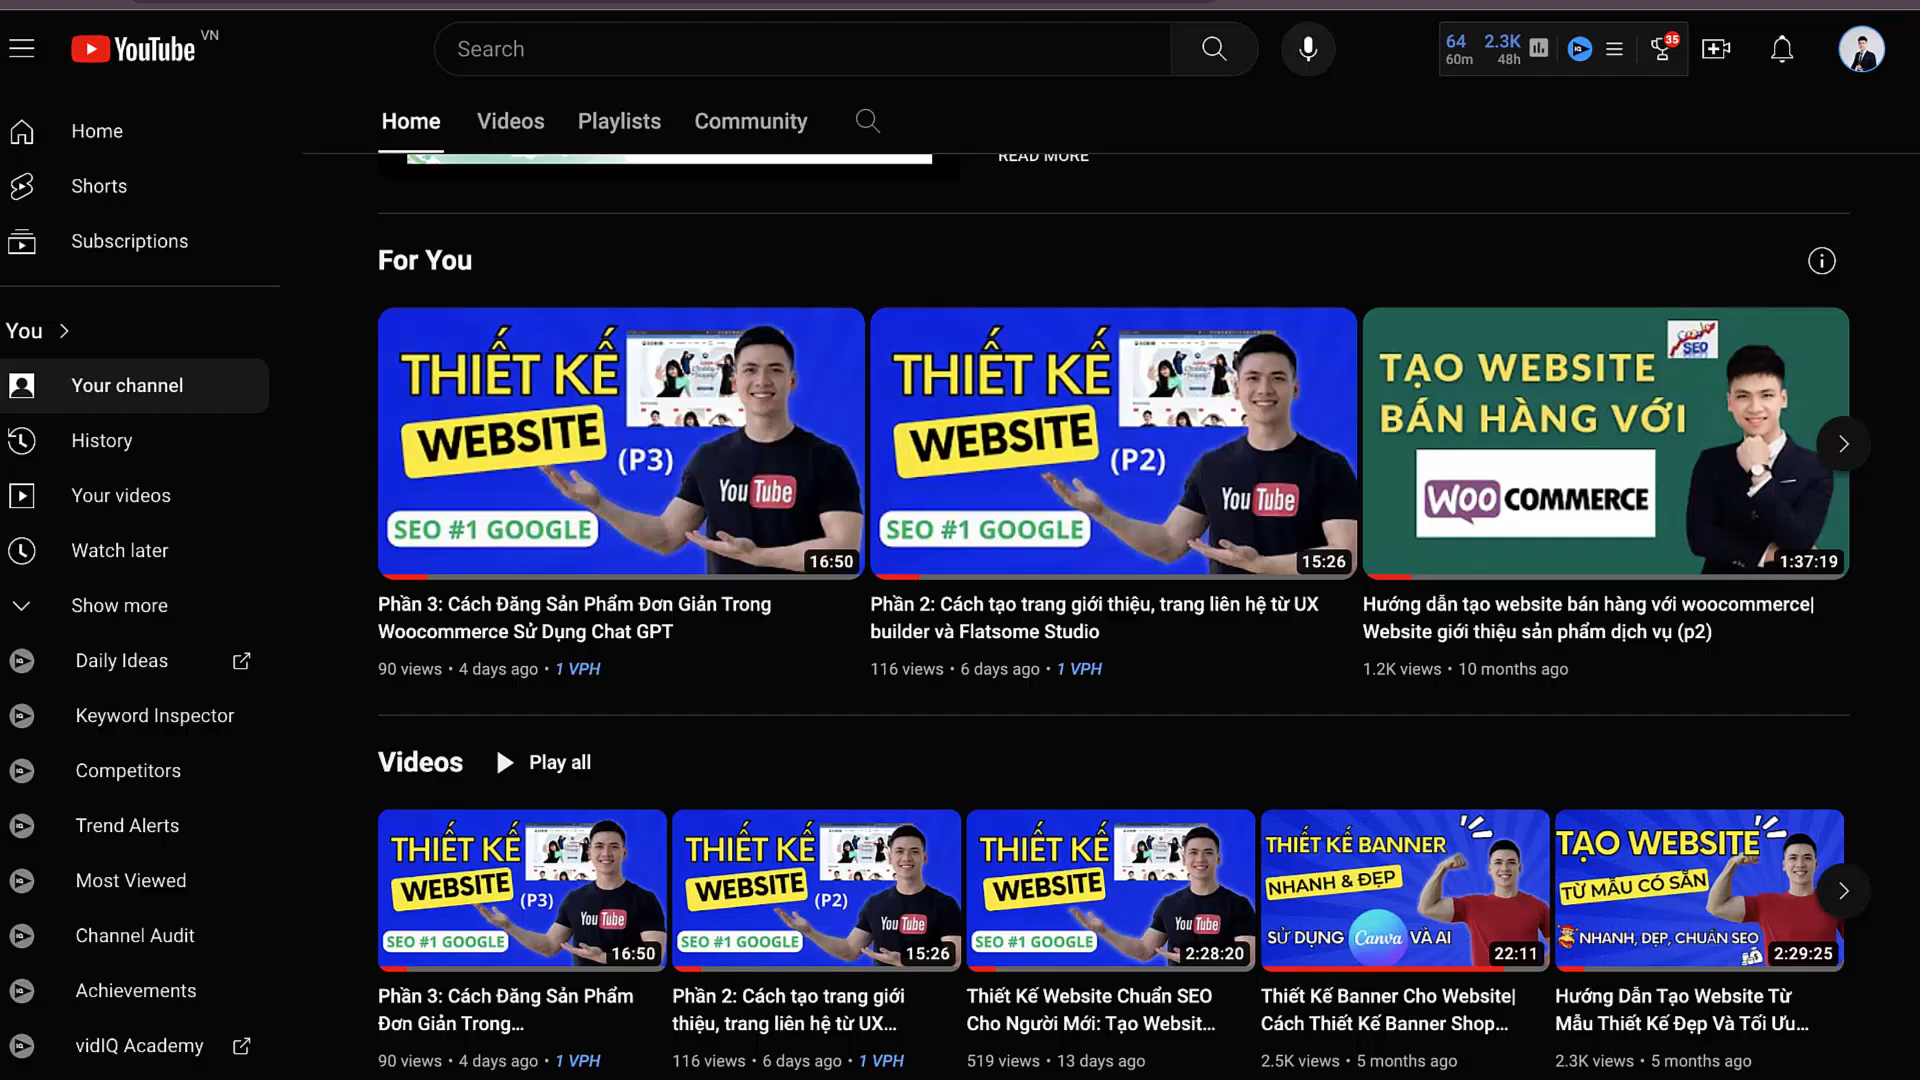 YouTube VN
Search
64 2.3K
60m 48h
35
Home
Shorts
Subscriptions
You
Your channel
History
Your videos
Watch later
Show more
Daily Ideas
Keyword Inspector
Competitors
Trend Alerts
Most Viewed
Channel Audit
Achievements
vidIQ Academy
Home Videos Playlists Community
READ MORE
For You
THIẾT KẾ
WEBSITE
(P3)
YouTube
SEO #1 GOOGLE
16:50
Phần 3: Cách Đăng Sản Phẩm Đơn Giản Trong
Woocommerce Sử Dụng Chat GPT
90 views • 4 days ago • 1 VPH
THIẾT KẾ
WEBSITE
(P2)
YouTube
SEO #1 GOOGLE
15:26
Phần 2: Cách tạo trang giới thiệu, trang liên hệ từ UX
builder và Flatsome Studio
116 views • 6 days ago • 1 VPH
SEO
TẠO WEBSITE
BÁN HÀNG VỚI
WOOCOMMERCE
1:37:19
Hướng dẫn tạo website bán hàng với woocommerce|
Website giới thiệu sản phẩm dịch vụ (p2)
1.2K views • 10 months ago
Videos Play all
THIẾT KẾ
WEBSITE
(P3)
YouTube
SEO #1 GOOGLE
16:50
Phần 3: Cách Đăng Sản Phẩm
Đơn Giản Trong...
90 views • 4 days ago • 1 VPH
THIẾT KẾ
WEBSITE
(P2)
YouTube
SEO #1 GOOGLE
15:26
Phần 2: Cách tạo trang giới
thiệu, trang liên hệ từ UX...
116 views • 6 days ago • 1 VPH
THIẾT KẾ
WEBSITE
YouTube
SEO #1 GOOGLE
2:28:20
Thiết Kế Website Chuẩn SEO
Cho Người Mới: Tạo Websit...
519 views • 13 days ago
THIẾT KẾ BANNER
NHANH & ĐẸP
SỬ DỤNG Canva VÀ AI
22:11
Thiết Kế Banner Cho Website|
Cách Thiết Kế Banner Shop...
2.5K views • 5 months ago
TẠO WEBSITE
TỪ MẪU CÓ SẴN
NHANH, ĐẸP, CHUẨN SEO
2:29:25
Hướng Dẫn Tạo Website Từ
Mẫu Thiết Kế Đẹp Và Tối Ưu...
2.3K views • 5 months ago